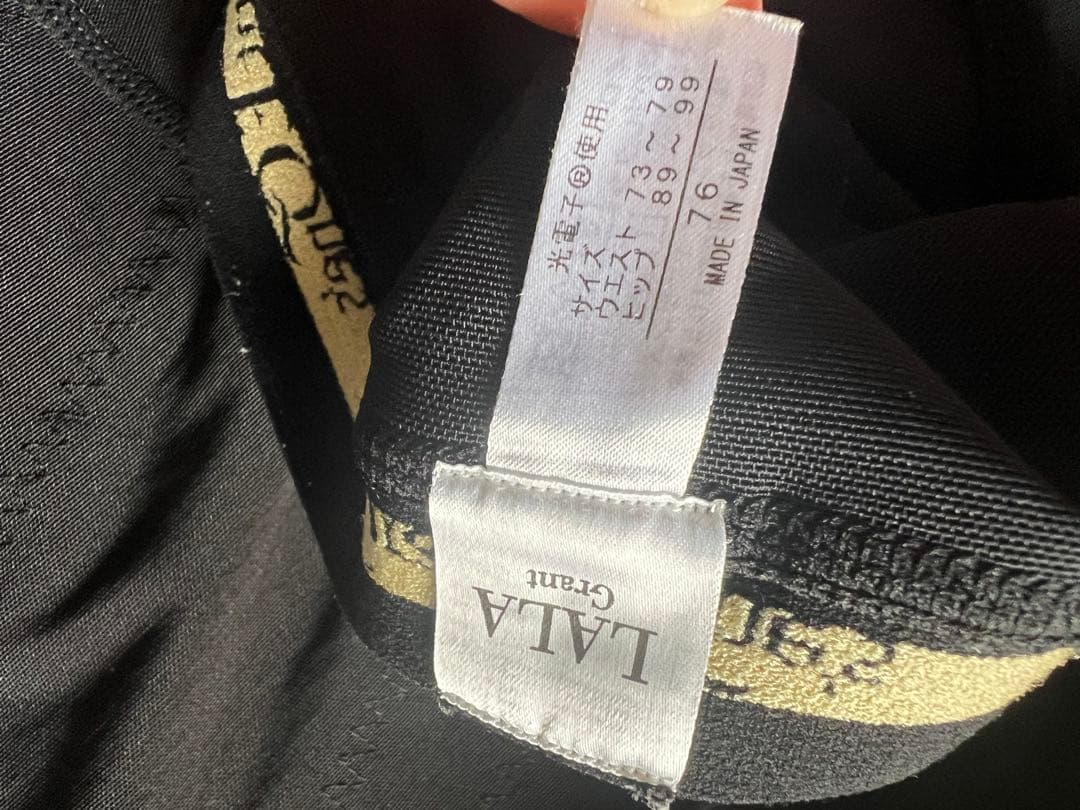 光電子®使用
サイズ
ウエスト 73～79
ヒップ 89～99
76
MADE IN JAPAN
LALA
Grant